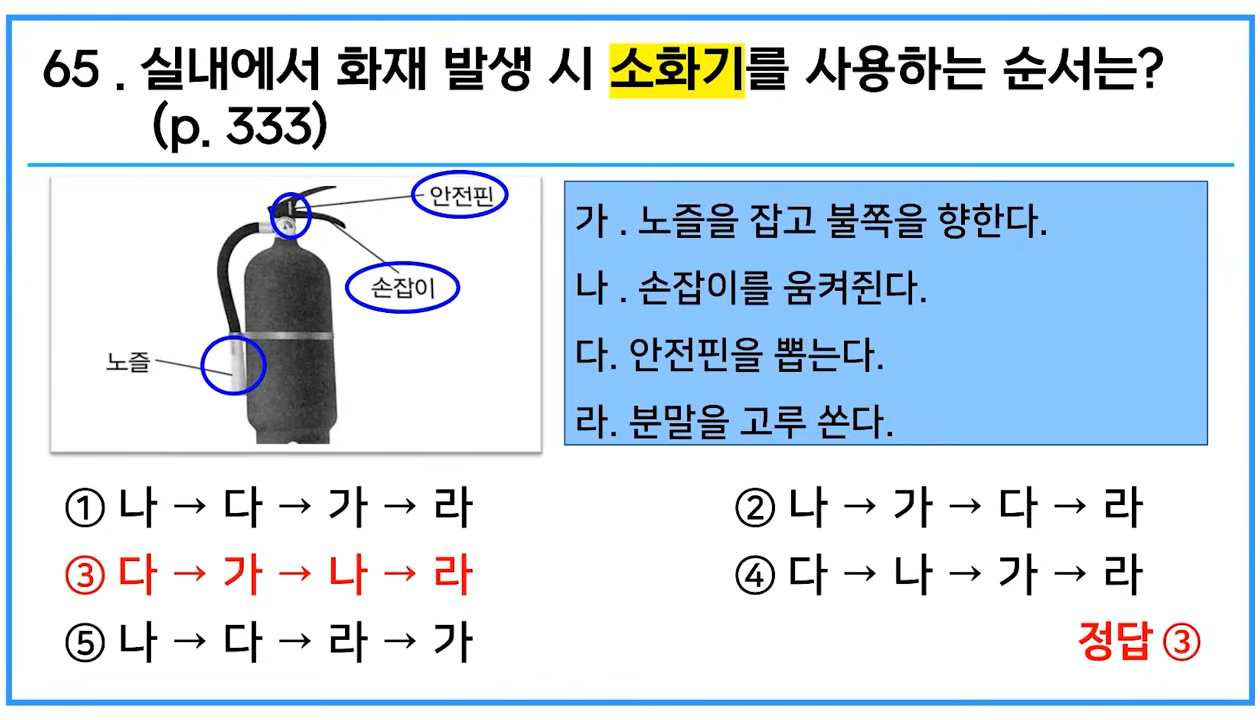 65 . 실내에서 화재 발생 시 소화기를 사용하는 순서는?
(p. 333)
안전핀
손잡이
노즐
가 . 노즐을 잡고 불쪽을 향한다.
나 . 손잡이를 움켜쥔다.
다. 안전핀을 뽑는다.
라. 분말을 고루 쏜다.
① 나 → 다 → 가 → 라
② 나 → 가 → 다 → 라
③ 다 → 가 → 나 → 라
④ 다 → 나 → 가 → 라
⑤ 나 → 다 → 라 → 가
정답 ③